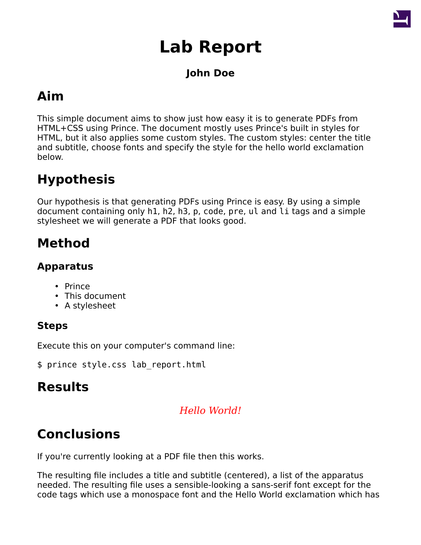 Lab Report
John Doe
Aim
This simple document aims to show just how easy it is to generate PDFs from
HTML+CSS using Prince. The document mostly uses Prince's built in styles for
HTML, but it also applies some custom styles. The custom styles: center the title
and subtitle, choose fonts and specify the style for the hello world exclamation
below.
Hypothesis
Our hypothesis is that generating PDFs using Prince is easy. By using a simple
document containing only h1, h2, h3, p, code, pre, ul and li tags and a simple
stylesheet we will generate a PDF that looks good.
Method
Apparatus
• Prince
• This document
• A stylesheet
Steps
Execute this on your computer's command line:
$ prince style.css lab_report.html
Results
Hello World!
Conclusions
If you're currently looking at a PDF file then this works.
The resulting file includes a title and subtitle (centered), a list of the apparatus
needed. The resulting file uses a sensible-looking a sans-serif font except for the
code tags which use a monospace font and the Hello World exclamation which has